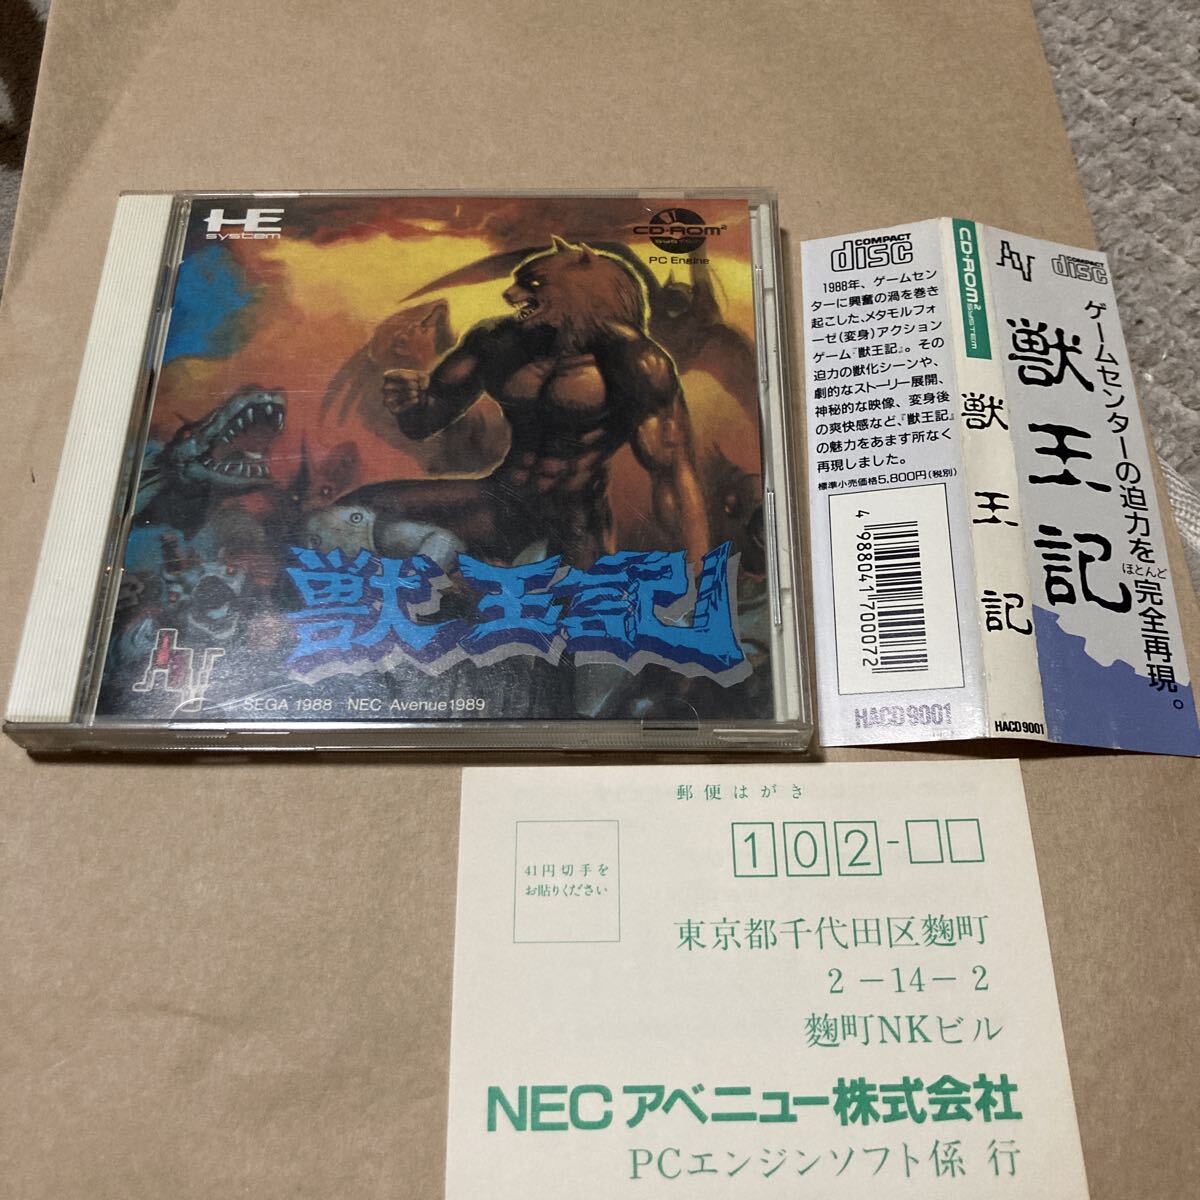 HE
system
CD-ROM²
SYSTEM
PC Engine
獣王記
SEGA 1988 NEC Avenue 1989
COMPACT
disc
1988年、ゲームセン
ターに興奮の渦を巻き
起こした、メタモルフォ
ーゼ(変身)アクション
ゲーム『獣王記』。その
迫力の獣化シーンや、
劇的なストーリー展開、
神秘的な映像、変身後
の爽快感など、『獣王記』
の魅力をあます所なく
再現しました。
標準小売価格5,800円(税別)
4988041700072
HACD9001
CD-ROM²
SYSTEM
獣王記
HACD9001
AV
COMPACT
disc
ゲームセンターの迫力をほとんど完全再現。
獣王記
郵便はがき
41円切手を
お貼りください
102-
東京都千代田区麴町
2-14-2
麴町NKビル
NECアベニュー株式会社
PCエンジンソフト係 行